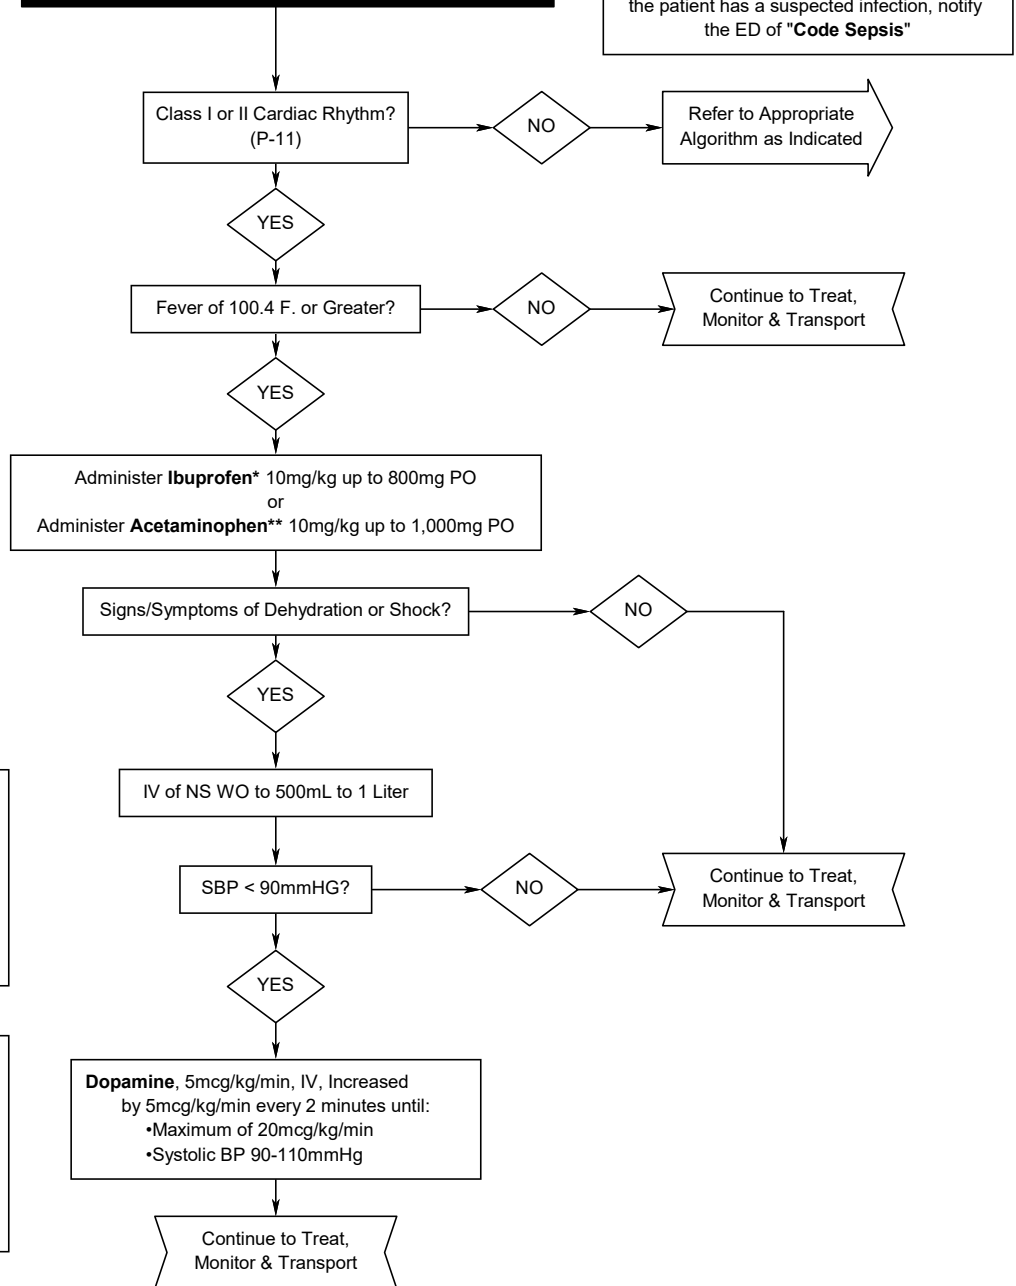 the patient has a suspected infection, notify
the ED of "Code Sepsis"
Class I or II Cardiac Rhythm?
(P-11)
NO
Refer to Appropriate
Algorithm as Indicated
YES
Fever of 100.4 F. or Greater?
NO
Continue to Treat,
Monitor & Transport
YES
Administer Ibuprofen* 10mg/kg up to 800mg PO
or
Administer Acetaminophen** 10mg/kg up to 1,000mg PO
Signs/Symptoms of Dehydration or Shock?
NO
YES
IV of NS WO to 500mL to 1 Liter
SBP < 90mmHG?
NO
Continue to Treat,
Monitor & Transport
YES
Dopamine, 5mcg/kg/min, IV, Increased
by 5mcg/kg/min every 2 minutes until:
•Maximum of 20mcg/kg/min
•Systolic BP 90-110mmHg
Continue to Treat,
Monitor & Transport